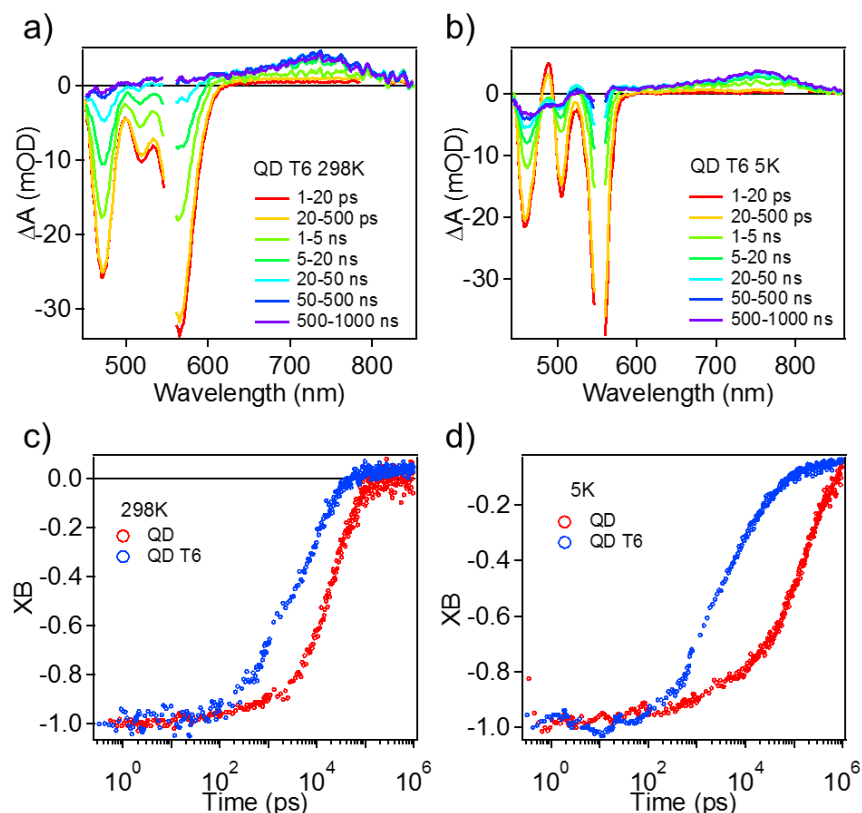 a)
0
-10
-20
-30
ΔA (mOD)
QD T6 298K
1-20 ps
20-500 ps
1-5 ns
5-20 ns
20-50 ns
50-500 ns
500-1000 ns
500 600 700 800
Wavelength (nm)
b)
0
-10
-20
-30
ΔA (mOD)
QD T6 5K
1-20 ps
20-500 ps
1-5 ns
5-20 ns
20-50 ns
50-500 ns
500-1000 ns
500 600 700 800
Wavelength (nm)
c)
0.0
-0.2
-0.4
-0.6
-0.8
-1.0
XB
298K
QD
QD T6
10^0 10^2 10^4 10^6
Time (ps)
d)
-0.2
-0.4
-0.6
-0.8
-1.0
XB
5K
QD
QD T6
10^0 10^2 10^4 10^6
Time (ps)